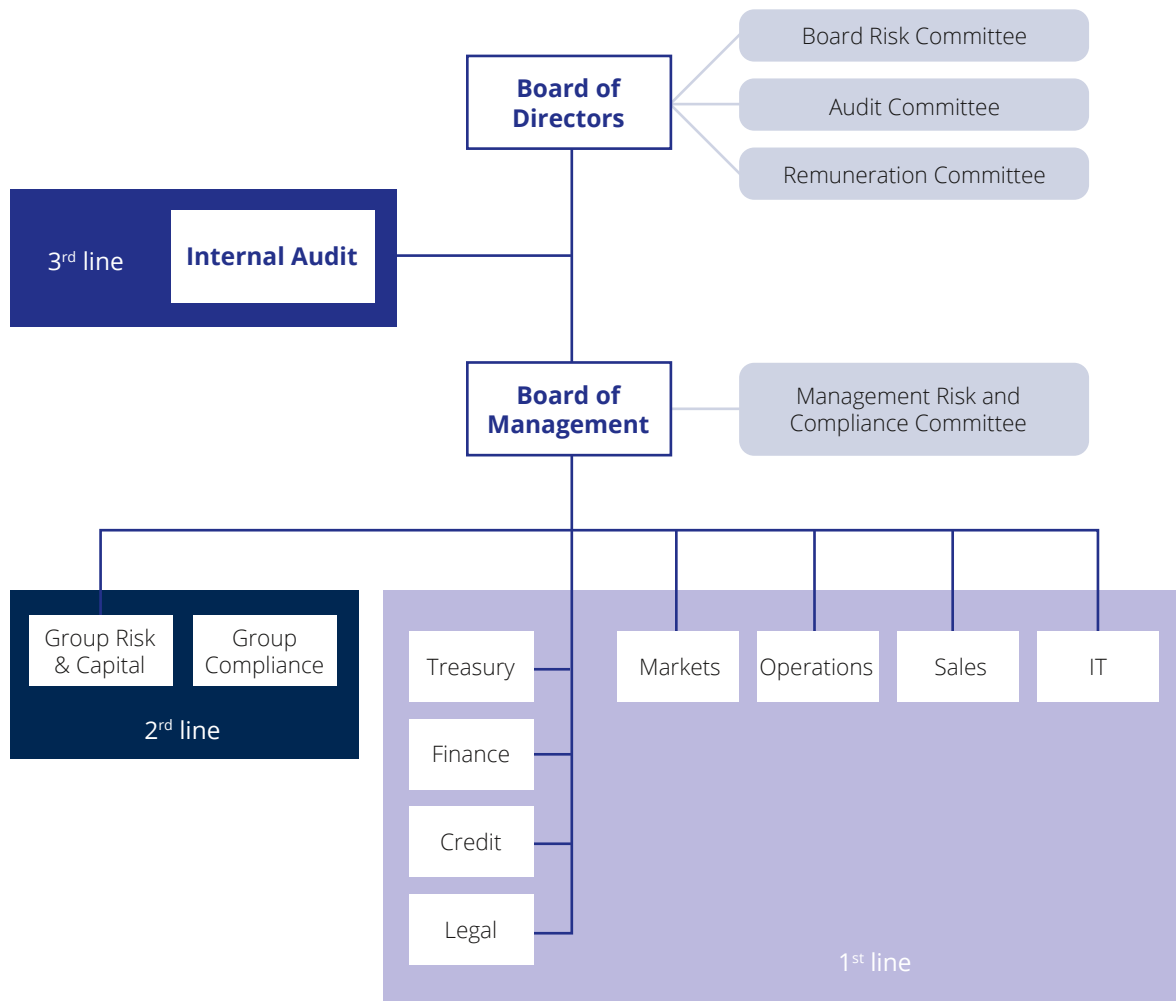 Board Risk Committee
Board of
Directors
Audit Committee
Remuneration Committee
3rd line
Internal Audit
Board of
Management
Management Risk and
Compliance Committee
Group Risk
& Capital
Group
Compliance
2rd line
Treasury
Markets
Operations
Sales
IT
Finance
Credit
Legal
1st line